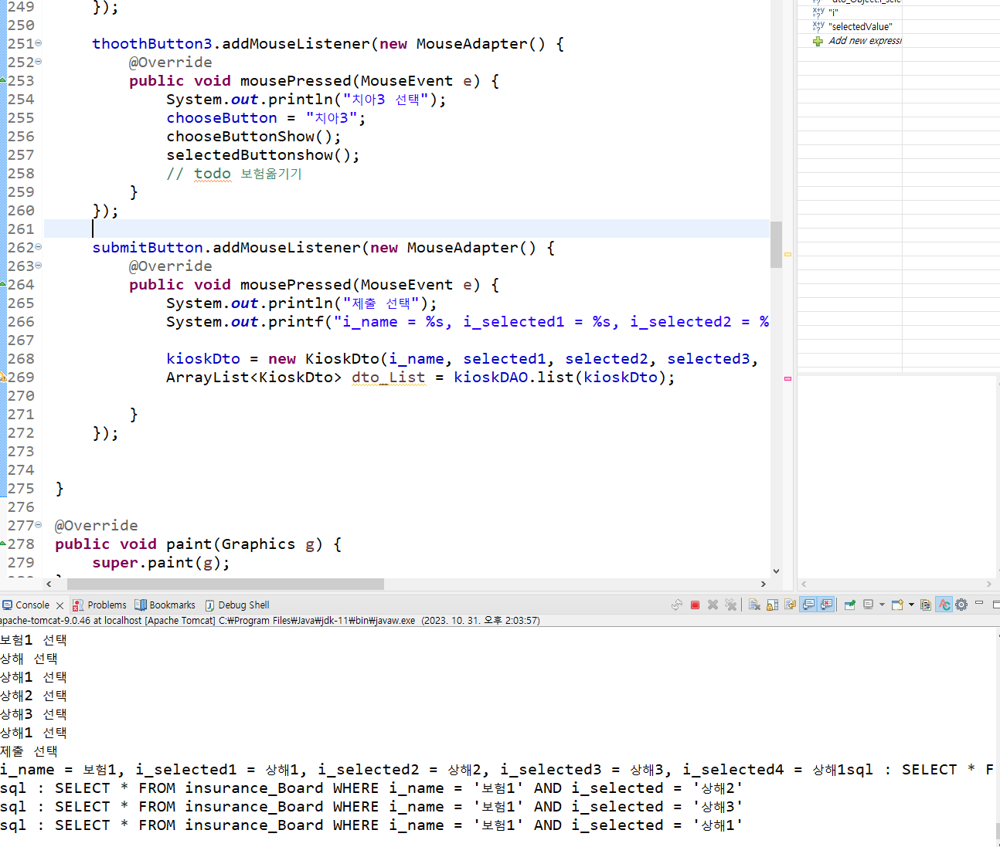 249 });
250
251 thoothButton3.addMouseListener(new MouseAdapter() {
252 @Override
253 public void mousePressed(MouseEvent e) {
254 System.out.println("치아3 선택");
255 chooseButton = "치아3";
256 chooseButtonShow();
257 selectedButtonshow();
258 // todo 보험옮기기
259 }
260 });
261
262 submitButton.addMouseListener(new MouseAdapter() {
263 @Override
264 public void mousePressed(MouseEvent e) {
265 System.out.println("제출 선택");
266 System.out.printf("i_name = %s, i_selected1 = %s, i_selected2 = %
267
268 kioskDto = new KioskDto(i_name, selected1, selected2, selected3,
269 ArrayList<KioskDto> dto_List = kioskDAO.list(kioskDto);
270
271 }
272 });
273
274
275 }
276
277 @Override
278 public void paint(Graphics g) {
279 super.paint(g);
"i"
"selectedValue"
Add new expressi
Console Problems Bookmarks Debug Shell
apache-tomcat-9.0.46 at localhost [Apache Tomcat] C:₩Program Files₩Java₩jdk-11₩bin₩javaw.exe (2023. 10. 31. 오후 2:03:57)
보험1 선택
상해 선택
상해1 선택
상해2 선택
상해3 선택
상해1 선택
제출 선택
i_name = 보험1, i_selected1 = 상해1, i_selected2 = 상해2, i_selected3 = 상해3, i_selected4 = 상해1sql : SELECT * F
sql : SELECT * FROM insurance_Board WHERE i_name = '보험1' AND i_selected = '상해2'
sql : SELECT * FROM insurance_Board WHERE i_name = '보험1' AND i_selected = '상해3'
sql : SELECT * FROM insurance_Board WHERE i_name = '보험1' AND i_selected = '상해1'